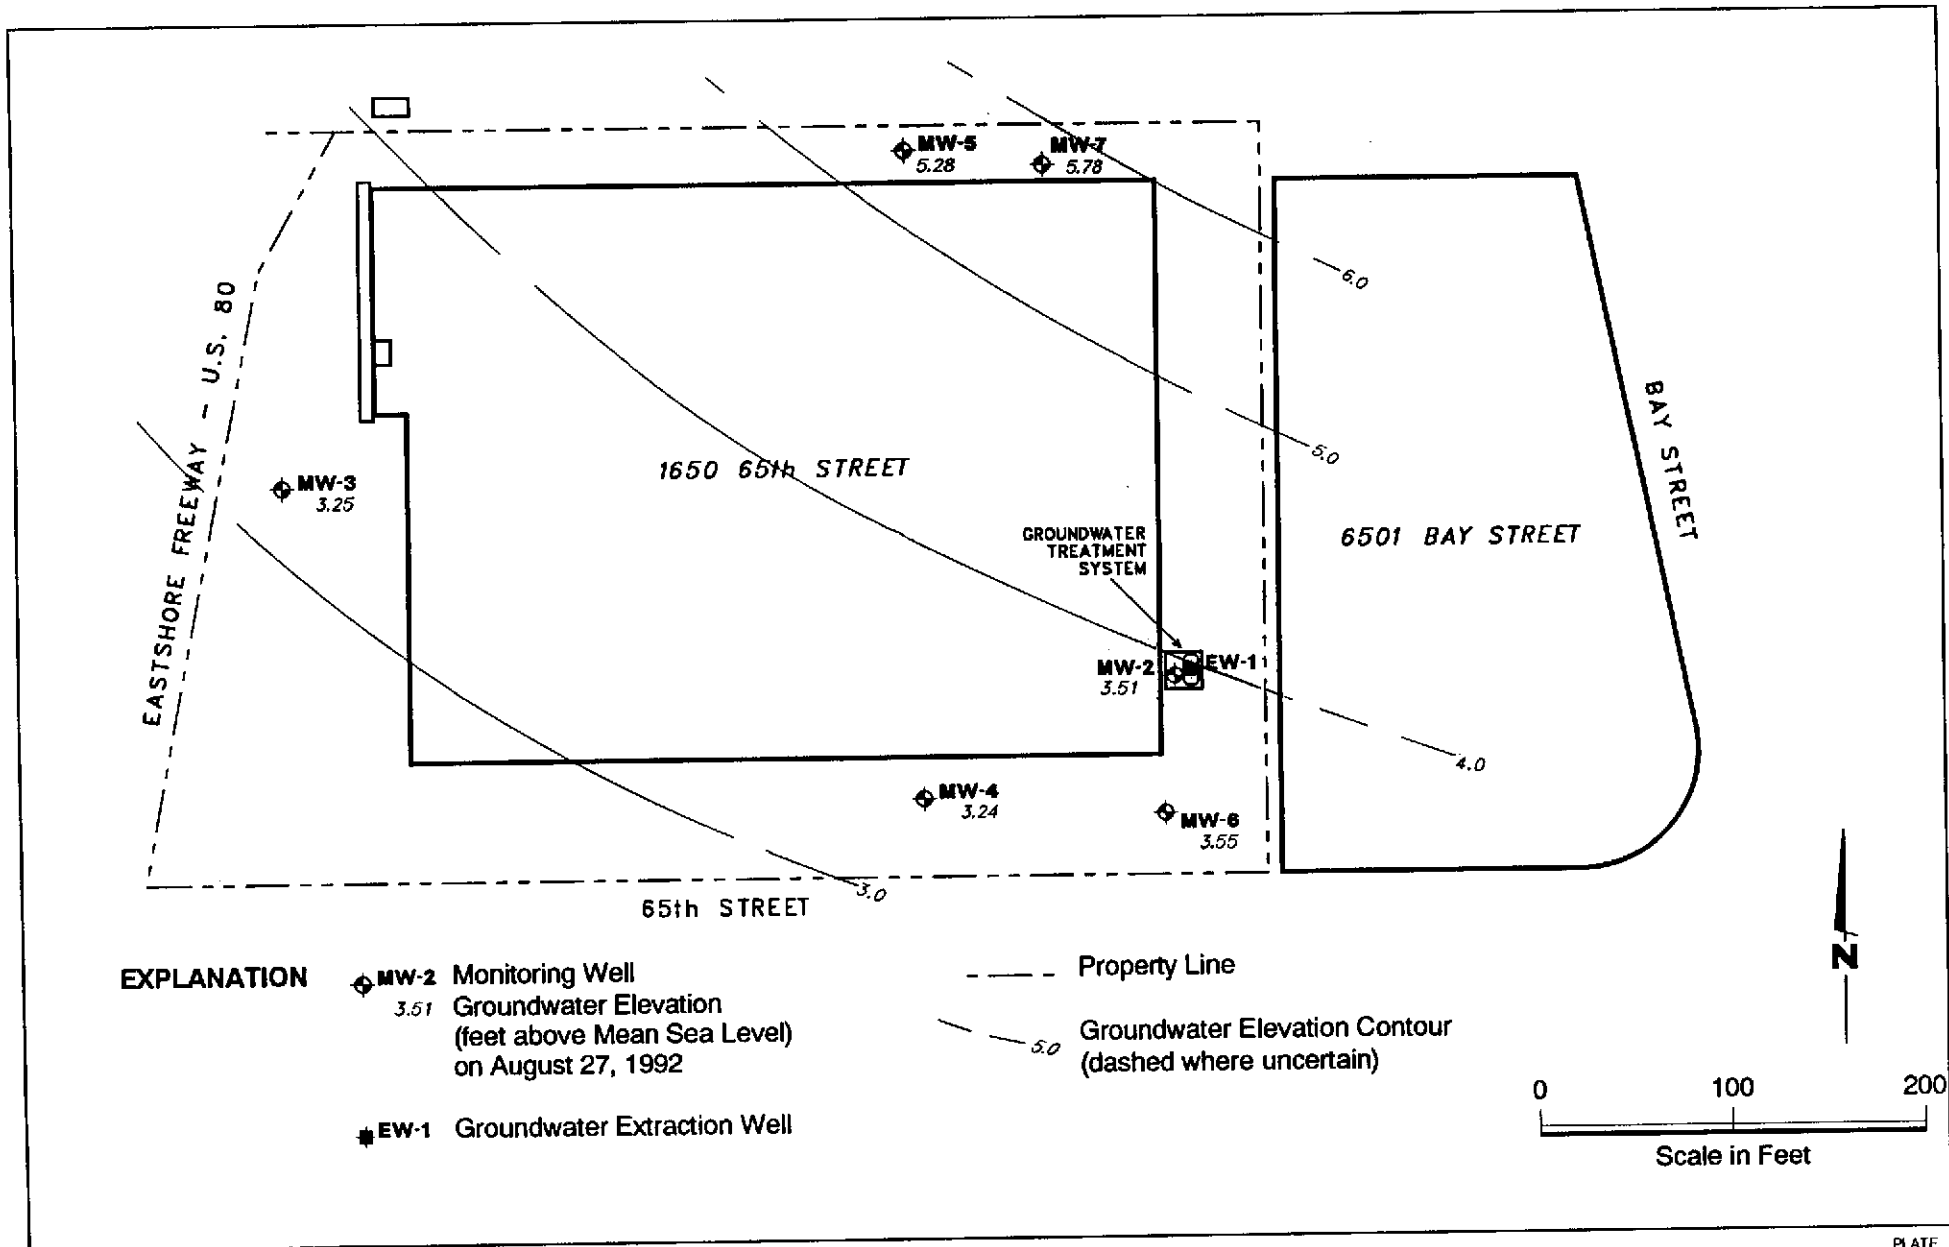 MW-5
5.28
MW-7
5.78
6.0
EASTSHORE FREEWAY - U.S. 80
BAY STREET
5.0
1650 65th STREET
MW-3
3.25
6501 BAY STREET
GROUNDWATER
TREATMENT
SYSTEM
MW-2
3.51
EW-1
4.0
MW-4
3.24
MW-6
3.55
3.0
65th STREET
EXPLANATION
MW-2 Monitoring Well
3.51 Groundwater Elevation
(feet above Mean Sea Level)
on August 27, 1992
EW-1 Groundwater Extraction Well
Property Line
5.0 Groundwater Elevation Contour
(dashed where uncertain)
N
0 100 200
Scale in Feet
PLATE